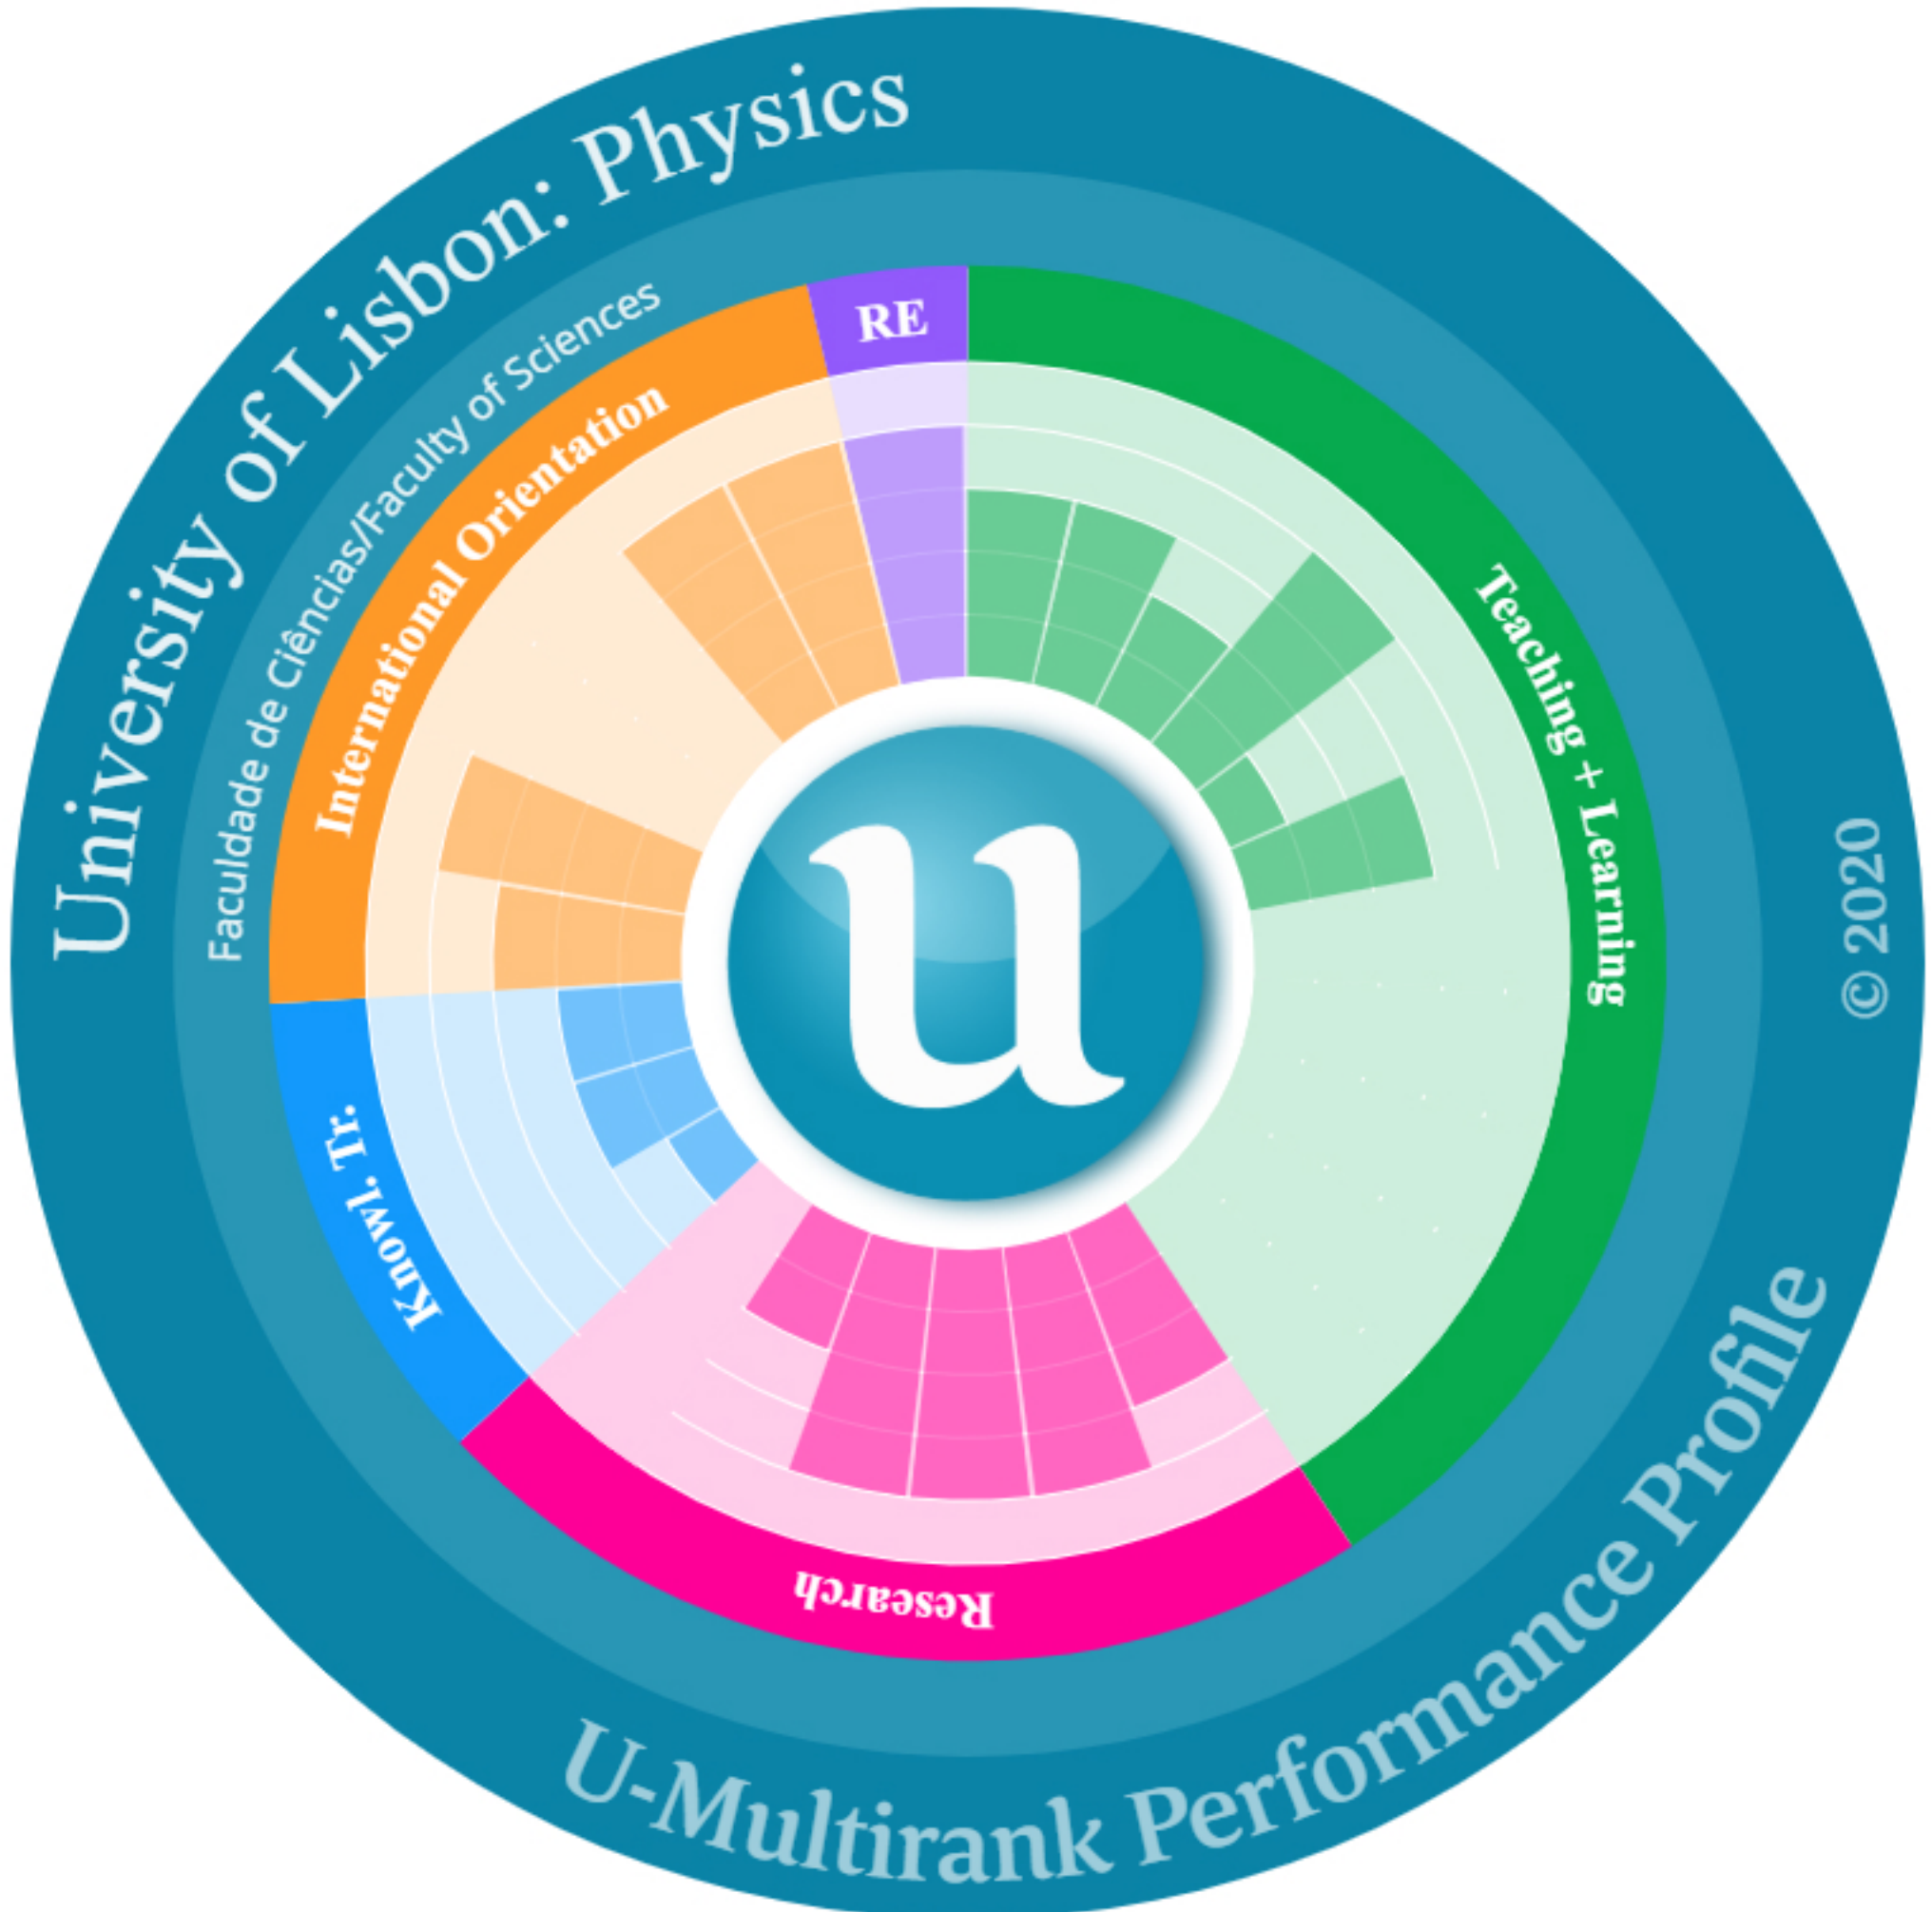 University of Lisbon: Physics
Faculdade de Ciências/Faculty of Sciences
RE
Teaching + Learning
Research
Knowl. Tr.
International Orientation
u
© 2020
U-Multirank Performance Profile